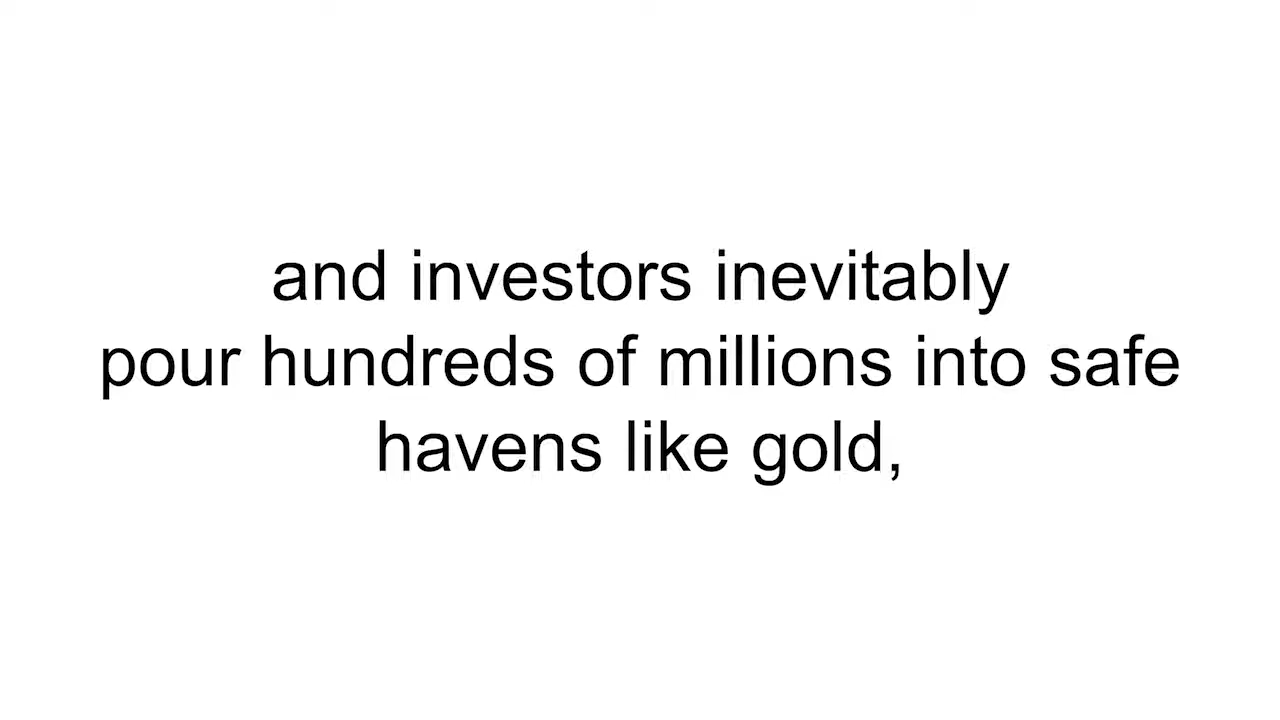 and investors inevitably
pour hundreds of millions into safe
havens like gold,